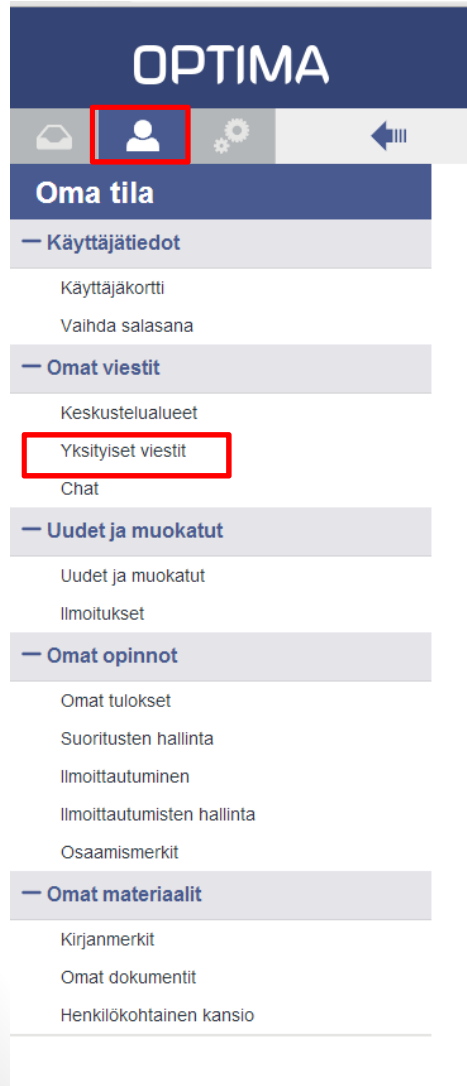 OPTIMA
Oma tila
Käyttäjätiedot
Käyttäjäkortti
Vaihda salasana
Omat viestit
Keskustelualueet
Yksityiset viestit
Chat
Uudet ja muokatut
Uudet ja muokatut
Ilmoitukset
Omat opinnot
Omat tulokset
Suoritusten hallinta
Ilmoittautuminen
Ilmoittautumisten hallinta
Osaamismerkit
Omat materiaalit
Kirjanmerkit
Omat dokumentit
Henkilökohtainen kansio